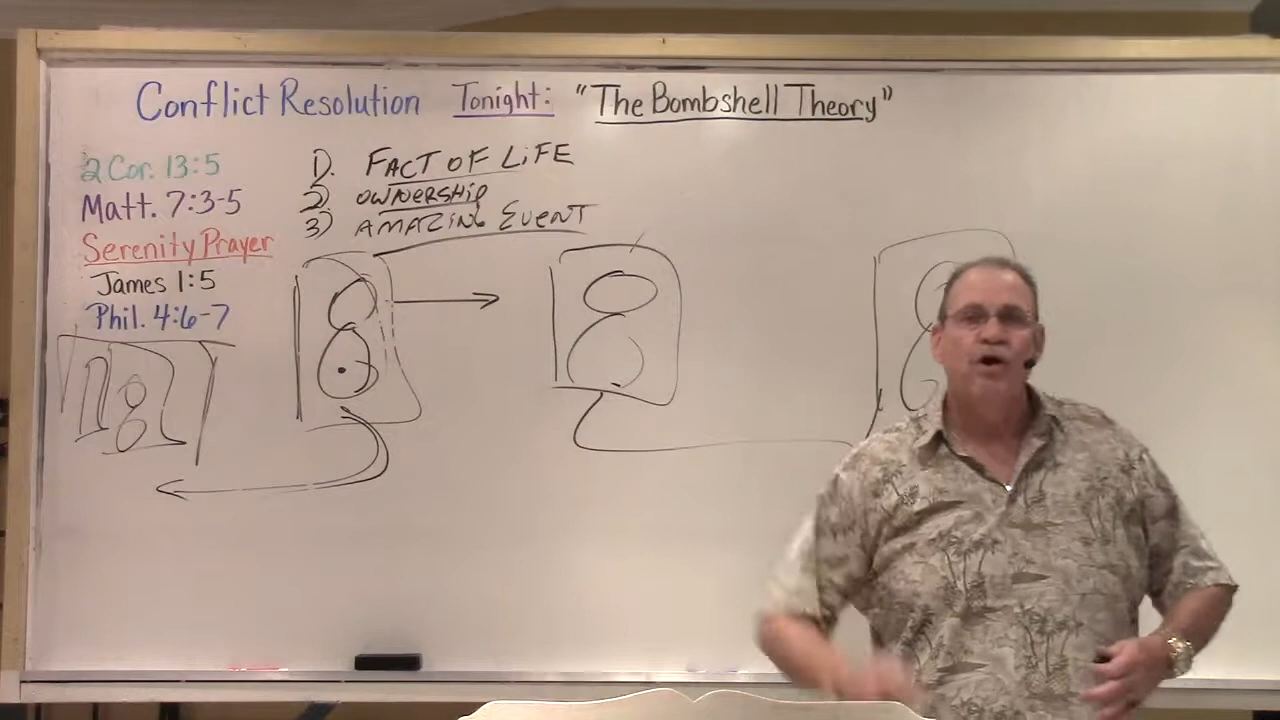 Conflict Resolution Tonight: "The Bombshell Theory"
2 Cor. 13:5
Matt. 7:3-5
Serenity Prayer
James 1:5
Phil. 4:6-7
1). FACT OF LiFE
2) OWNERSHIP
3) AMAZING EVENT